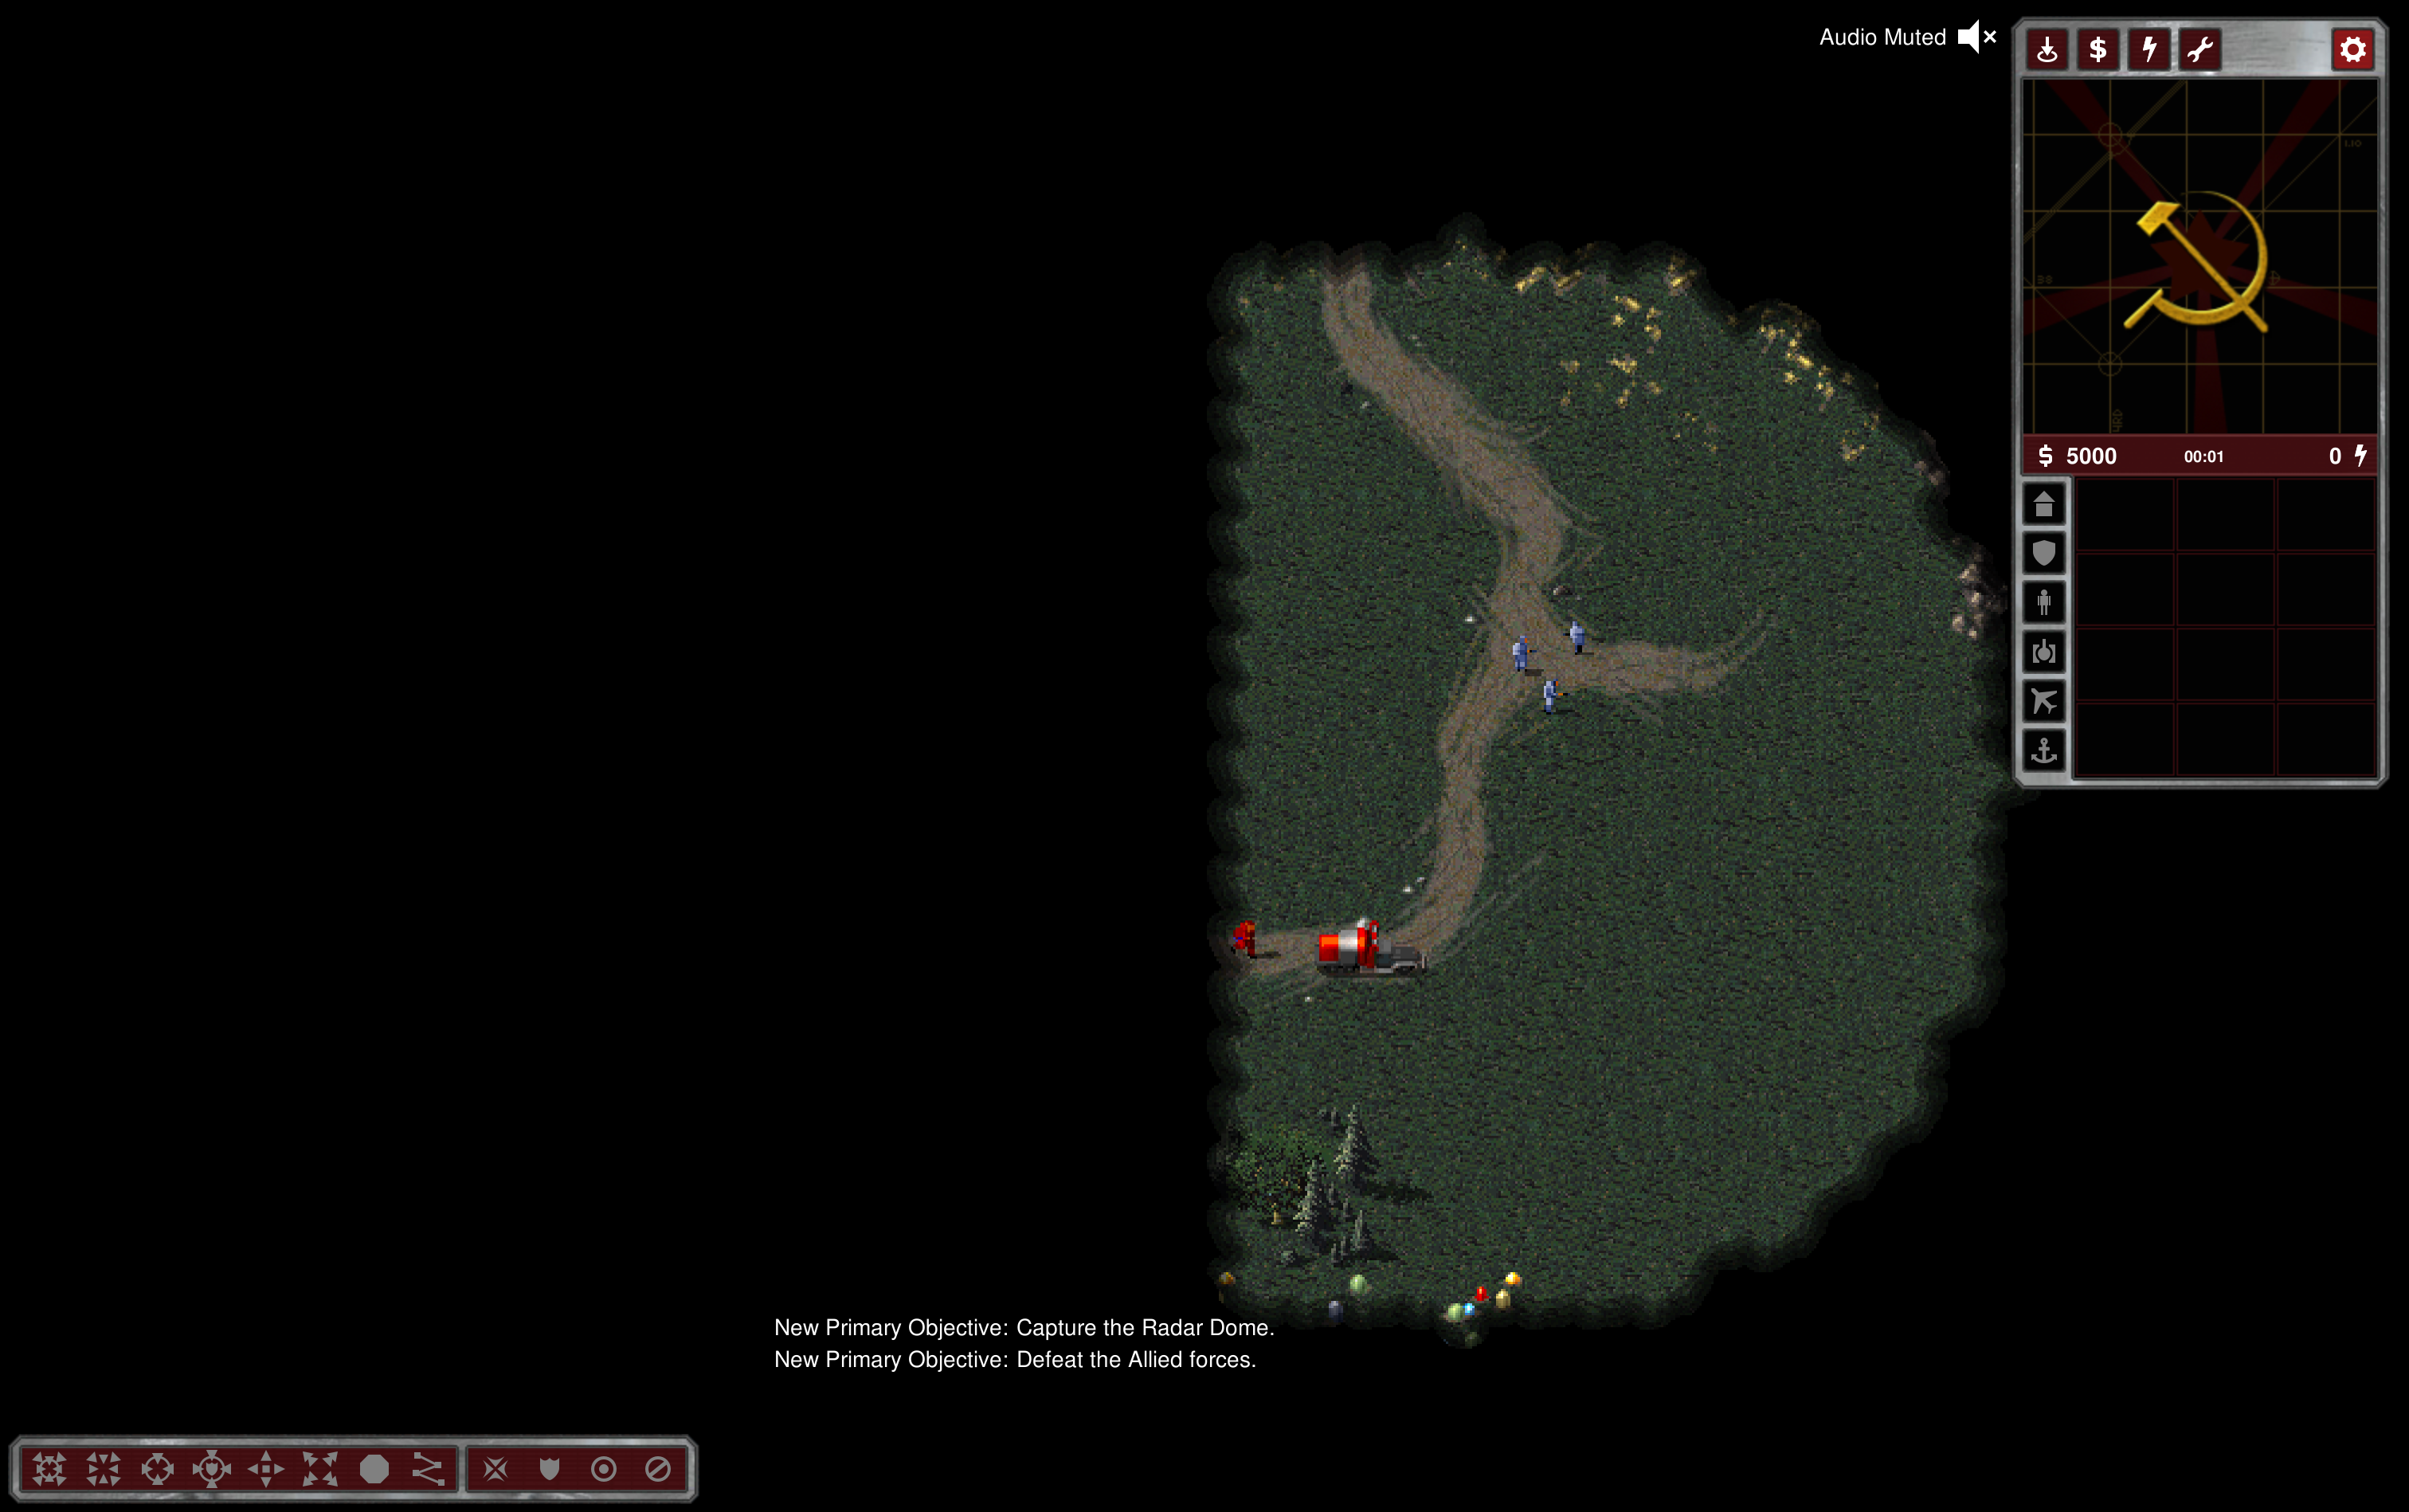 Audio Muted
$ 5000 00:01 0
New Primary Objective: Capture the Radar Dome.
New Primary Objective: Defeat the Allied forces.